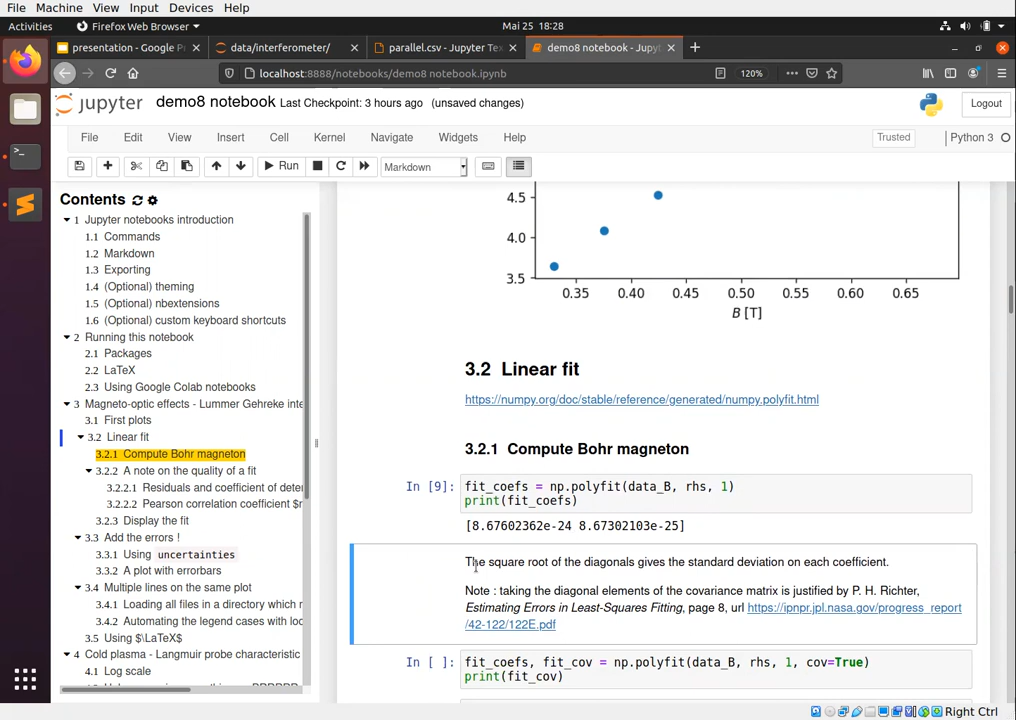 File Machine View Input Devices Help
Activities Firefox Web Browser Mai 25 18:28
presentation - Google P data/interferometer/ parallel.csv - Jupyter Tex demo8 notebook - Jupyt
localhost:8888/notebooks/demo8 notebook.ipynb 120%
jupyter demo8 notebook Last Checkpoint: 3 hours ago (unsaved changes) Logout
File Edit View Insert Cell Kernel Navigate Widgets Help Trusted Python 3
Run Markdown
Contents
1 Jupyter notebooks introduction
1.1 Commands
1.2 Markdown
1.3 Exporting
1.4 (Optional) theming
1.5 (Optional) nbextensions
1.6 (Optional) custom keyboard shortcuts
2 Running this notebook
2.1 Packages
2.2 LaTeX
2.3 Using Google Colab notebooks
3 Magneto-optic effects - Lummer Gehreke inte
3.1 First plots
3.2 Linear fit
3.2.1 Compute Bohr magneton
3.2.2 A note on the quality of a fit
3.2.2.1 Residuals and coefficient of deter
3.2.2.2 Pearson correlation coefficient $r
3.2.3 Display the fit
3.3 Add the errors !
3.3.1 Using uncertainties
3.3.2 A plot with errorbars
3.4 Multiple lines on the same plot
3.4.1 Loading all files in a directory which r
3.4.2 Automating the legend cases with loc
3.5 Using $\LaTeX$
4 Cold plasma - Langmuir probe characteristic
4.1 Log scale
4.5
4.0
3.5
0.35 0.40 0.45 0.50 0.55 0.60 0.65
B [T]
3.2 Linear fit
https://numpy.org/doc/stable/reference/generated/numpy.polyfit.html
3.2.1 Compute Bohr magneton
In [9]: fit_coefs = np.polyfit(data_B, rhs, 1)
print(fit_coefs)
[8.67602362e-24 8.67302103e-25]
The square root of the diagonals gives the standard deviation on each coefficient.
Note : taking the diagonal elements of the covariance matrix is justified by P. H. Richter,
Estimating Errors in Least-Squares Fitting, page 8, url https://ipnpr.jpl.nasa.gov/progress_report
/42-122/122E.pdf
In [ ]: fit_coefs, fit_cov = np.polyfit(data_B, rhs, 1, cov=True)
print(fit_cov)
Right Ctrl